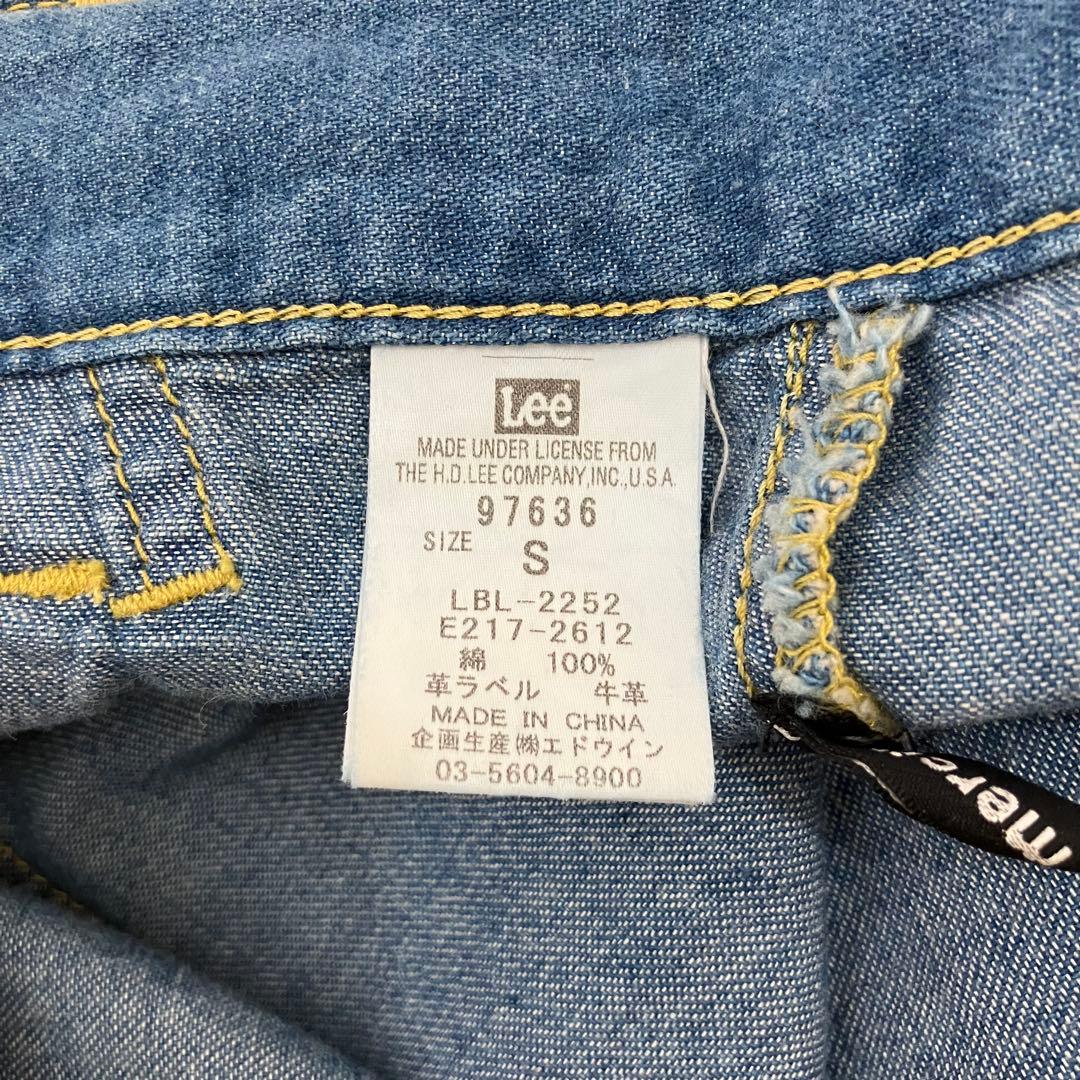 Lee
MADE UNDER LICENSE FROM
THE H.D.LEE COMPANY,INC.,U.S.A.
97636
SIZE S
LBL-2252
E217-2612
綿 100%
革ラベル 牛革
MADE IN CHINA
企画生産㈱エドウイン
03-5604-8900